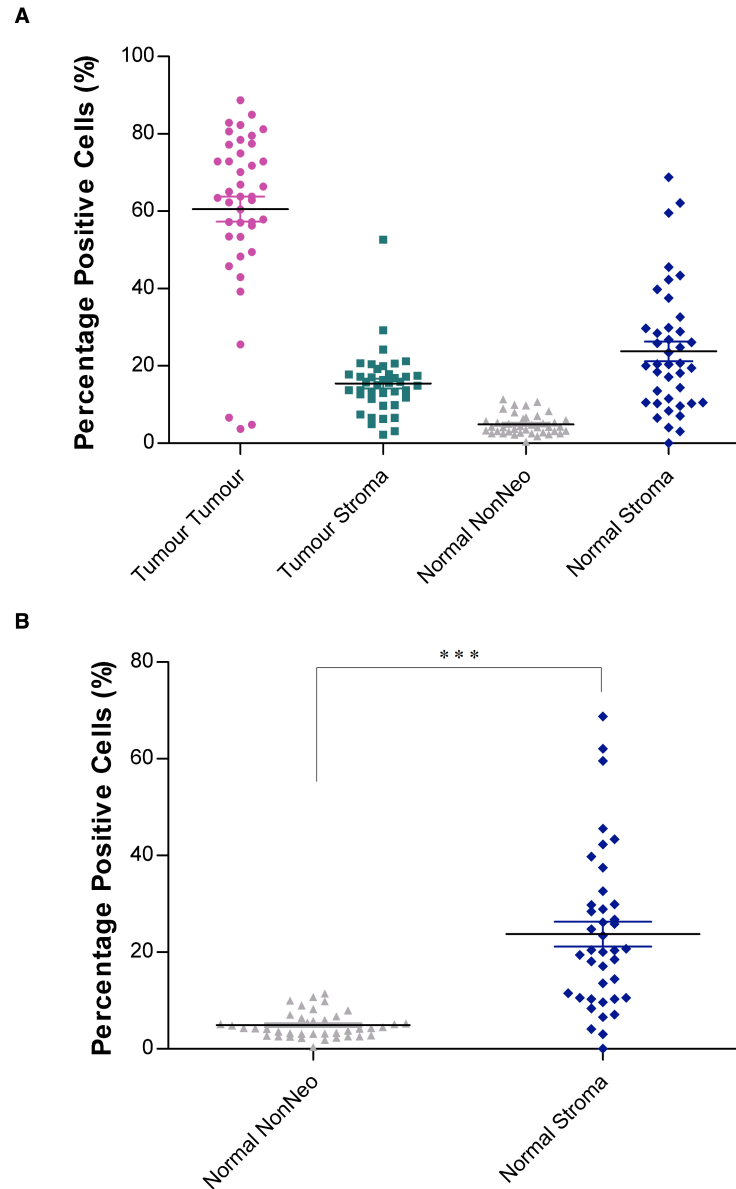 A
Percentage Positive Cells (%)
100
80
60
40
20
0
Tumour Tumour
Tumour Stroma
Normal NonNeo
Normal Stroma
B
Percentage Positive Cells (%)
80
60
40
20
0
***
Normal NonNeo
Normal Stroma